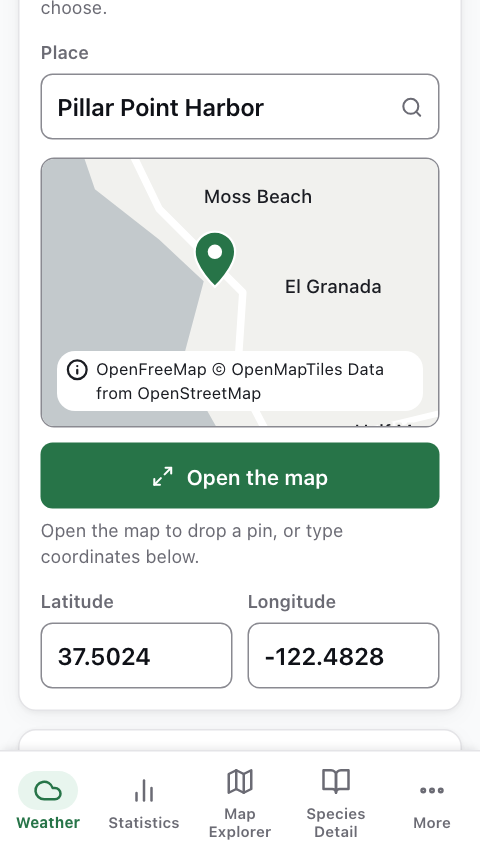 choose.
Place
Pillar Point Harbor
Moss Beach
El Granada
OpenFreeMap © OpenMapTiles Data
from OpenStreetMap
Open the map
Open the map to drop a pin, or type
coordinates below.
Latitude
Longitude
37.5024
-122.4828
Weather
Statistics
Map
Explorer
Species
Detail
More